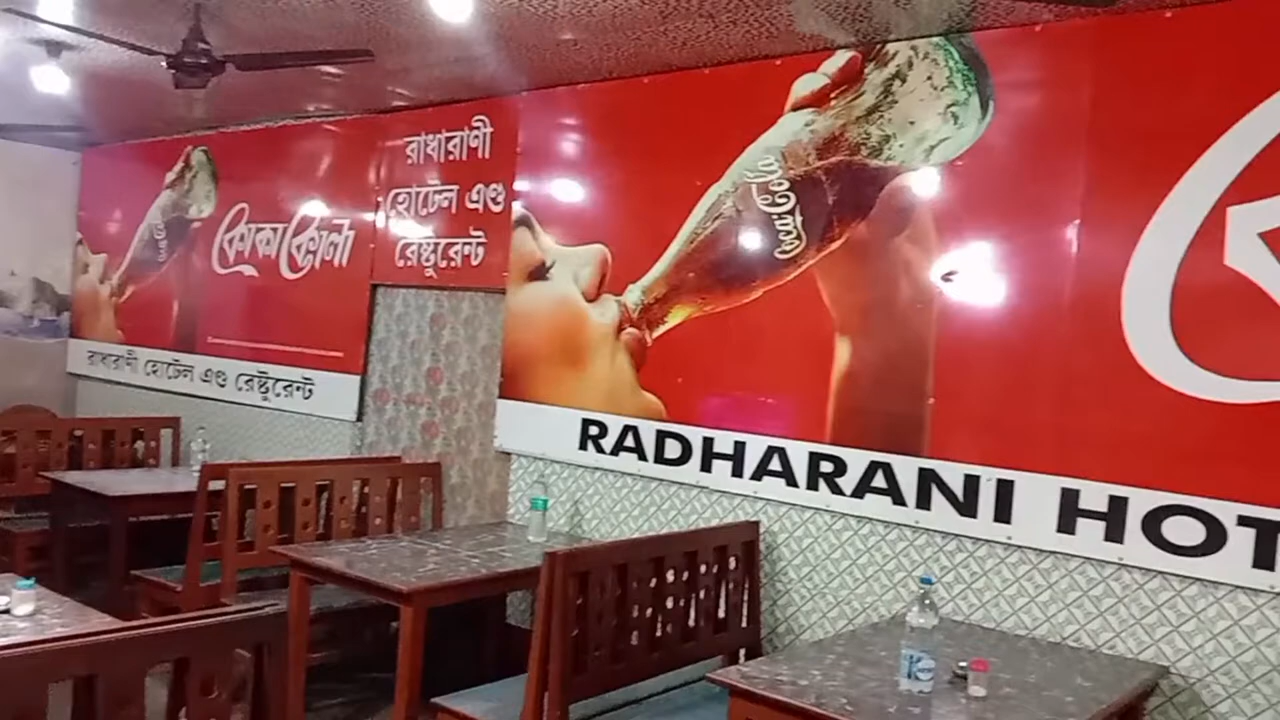 কোকা কোলা
রাধারাণী হোটেল এণ্ড রেষ্টুরেন্ট
রাধারাণী
হোটেল এণ্ড
রেষ্টুরেন্ট
Coca-Cola
RADHARANI HOT